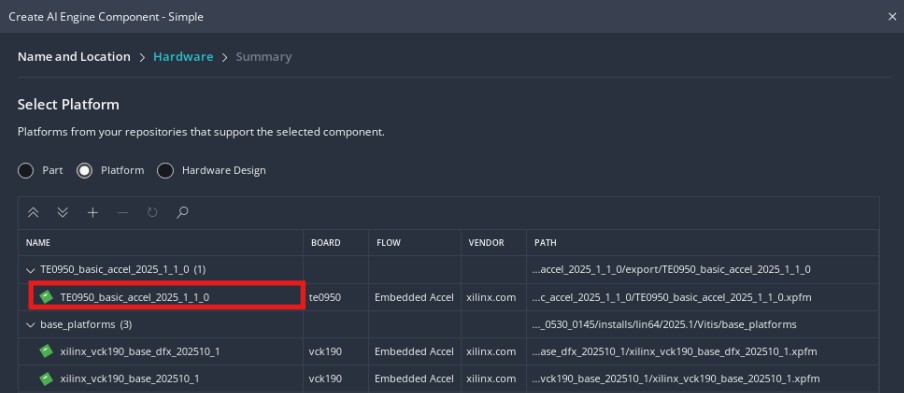 Create AI Engine Component - Simple
Name and Location > Hardware > Summary
Select Platform
Platforms from your repositories that support the selected component.
Part Platform Hardware Design
NAME BOARD FLOW VENDOR PATH
TE0950_basic_accel_2025_1_1_0 (1) ...accel_2025_1_1_0/export/TE0950_basic_accel_2025_1_1_0
TE0950_basic_accel_2025_1_1_0 te0950 Embedded Accel xilinx.com ...c_accel_2025_1_1_0/TE0950_basic_accel_2025_1_1_0.xpfm
base_platforms (3) ..._0530_0145/installs/lin64/2025.1/Vitis/base_platforms
xilinx_vck190_base_dfx_202510_1 vck190 Embedded Accel xilinx.com ...ase_dfx_202510_1/xilinx_vck190_base_dfx_202510_1.xpfm
xilinx_vck190_base_202510_1 vck190 Embedded Accel xilinx.com ...vck190_base_202510_1/xilinx_vck190_base_202510_1.xpfm